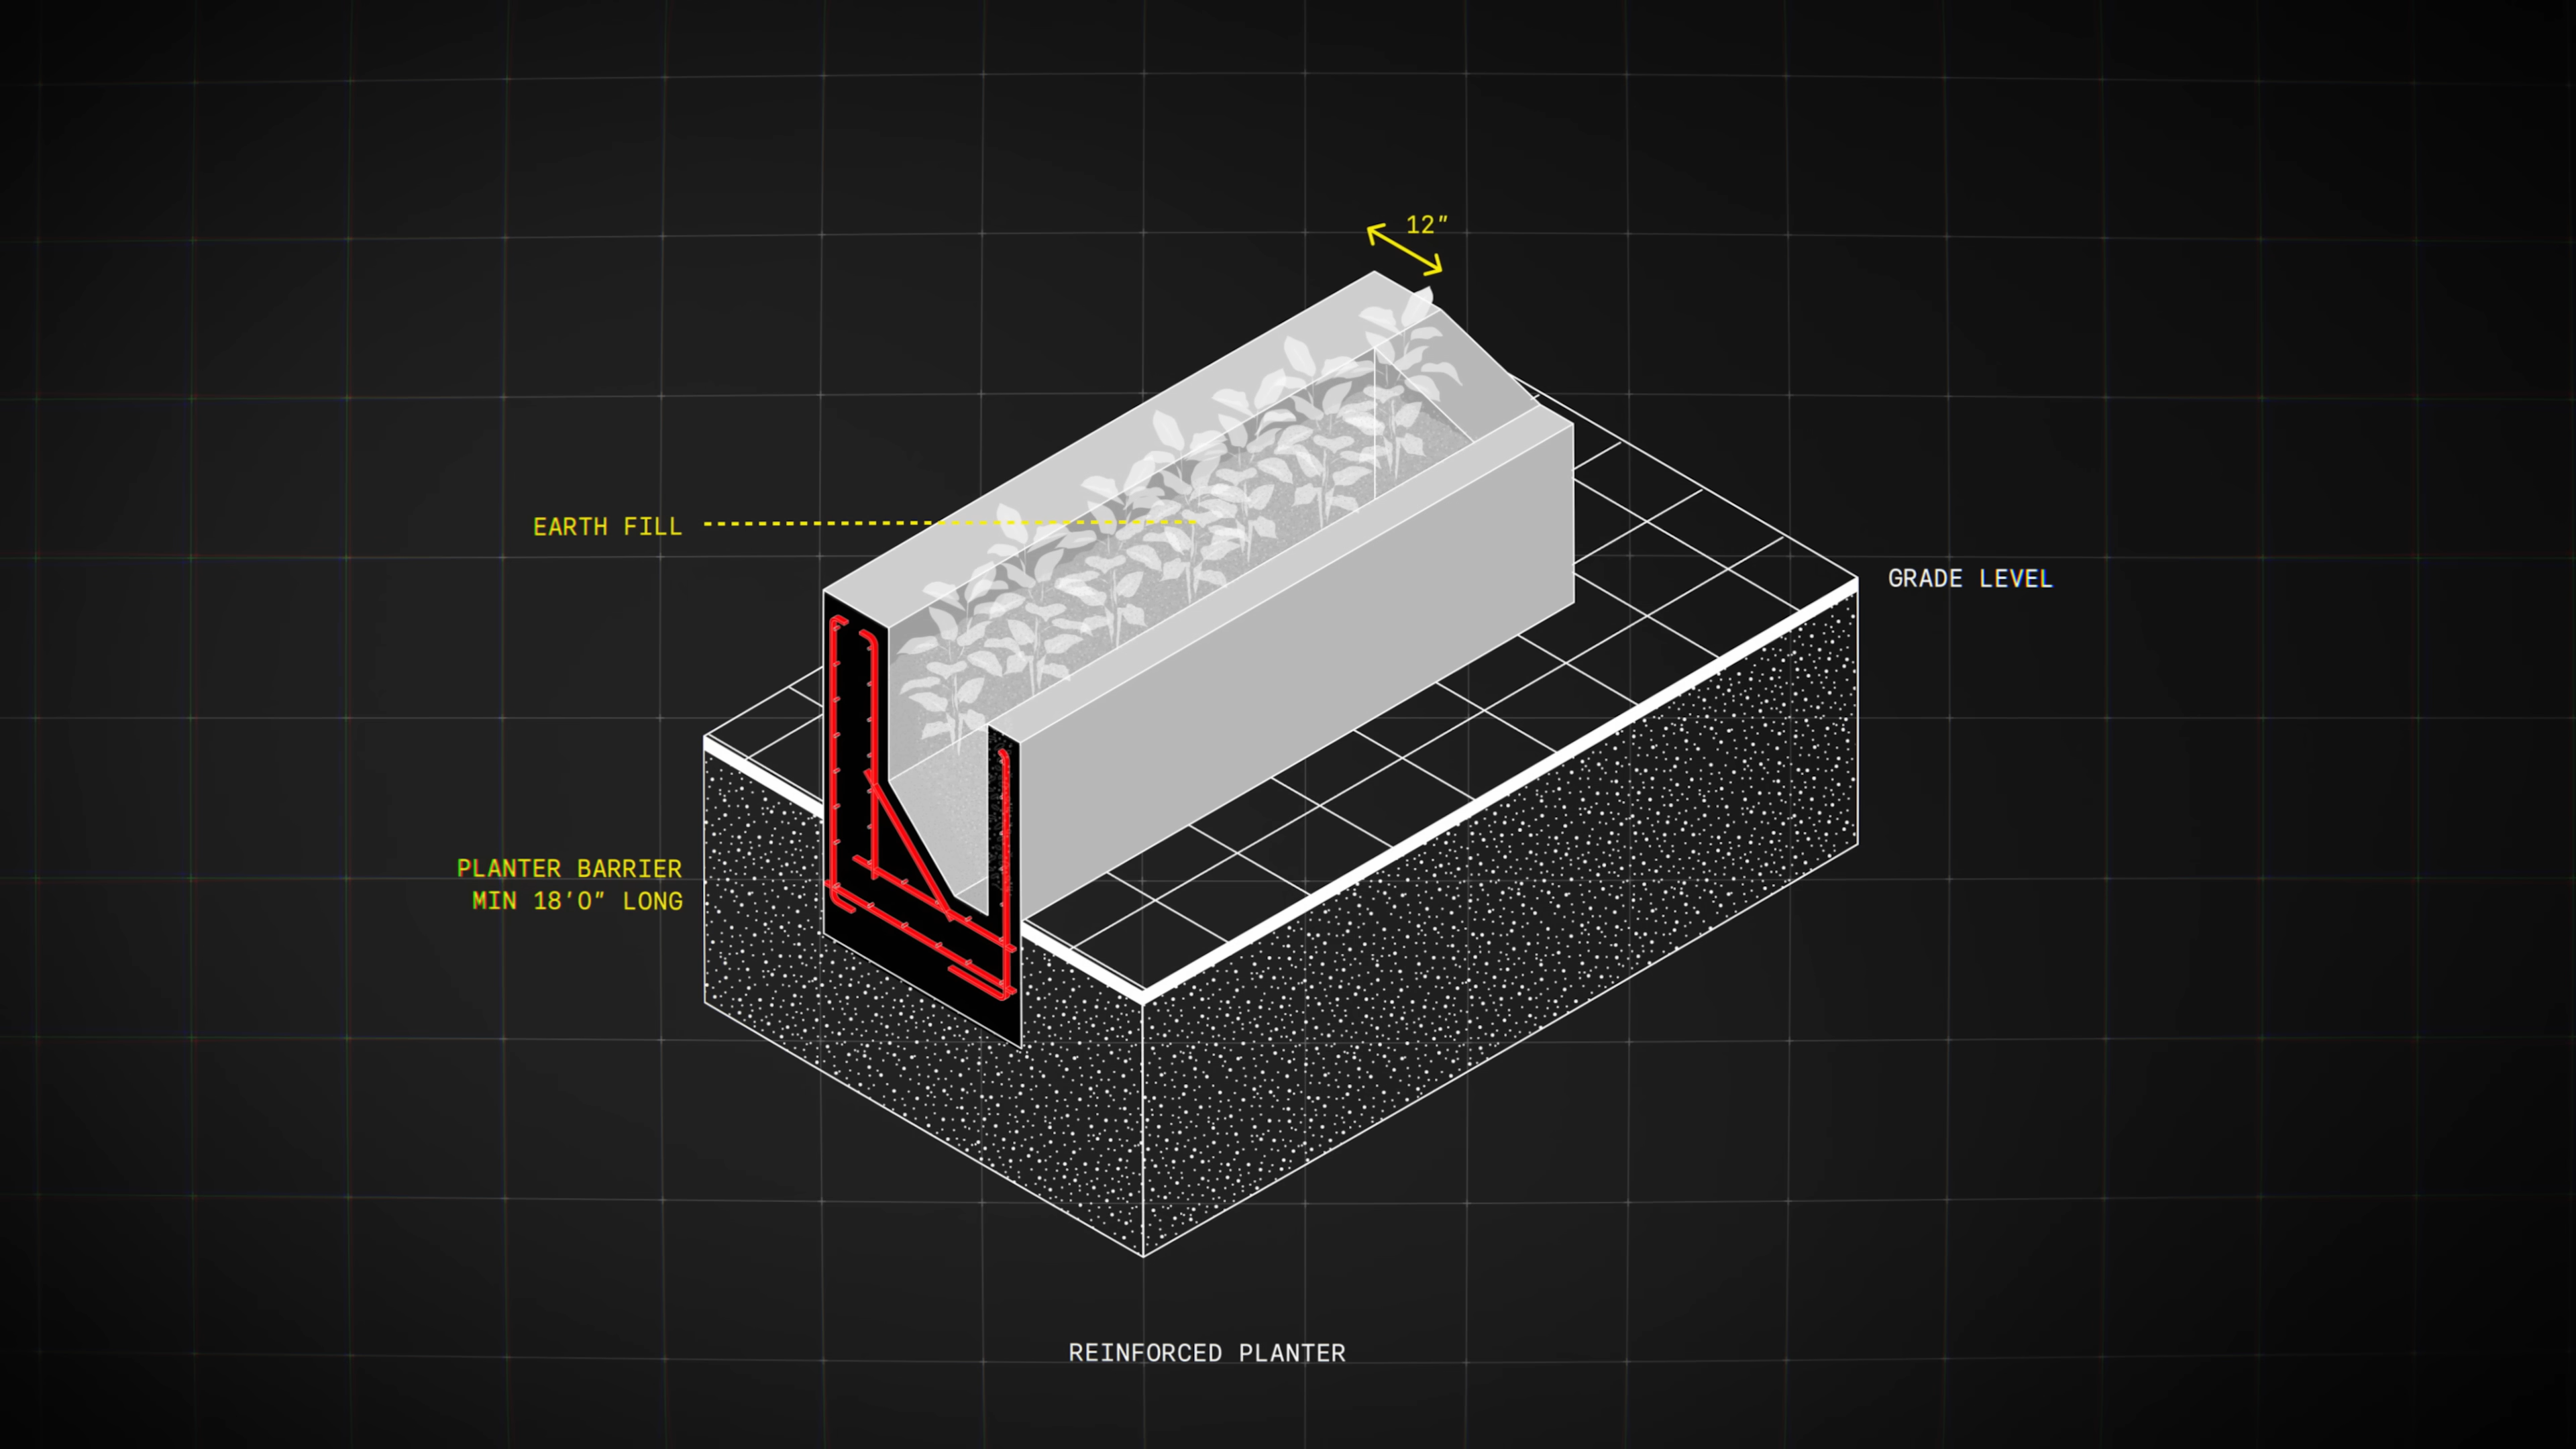 12"
EARTH FILL
GRADE LEVEL
PLANTER BARRIER
MIN 18'0" LONG
REINFORCED PLANTER